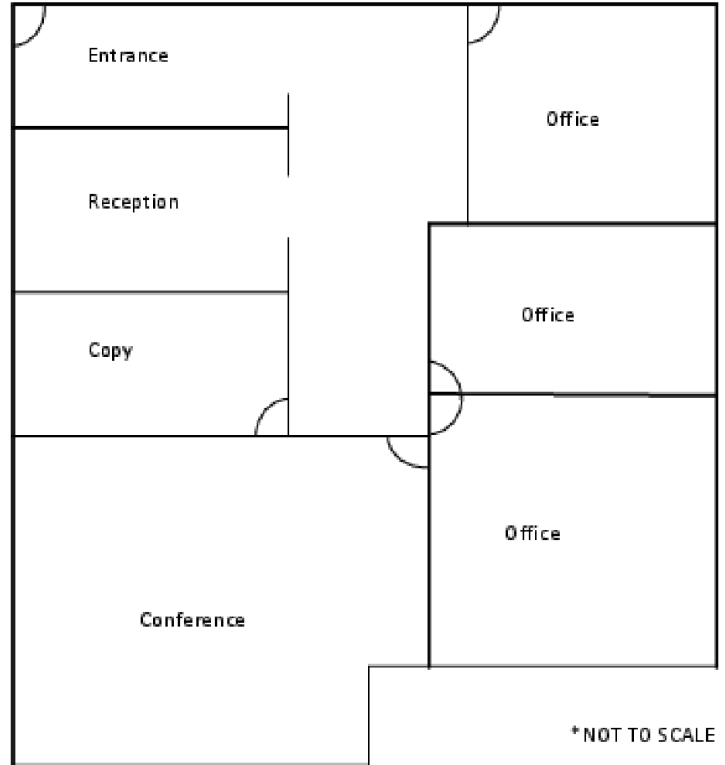 Entrance
Office
Reception
Office
Copy
Office
Conference
*NOT TO SCALE